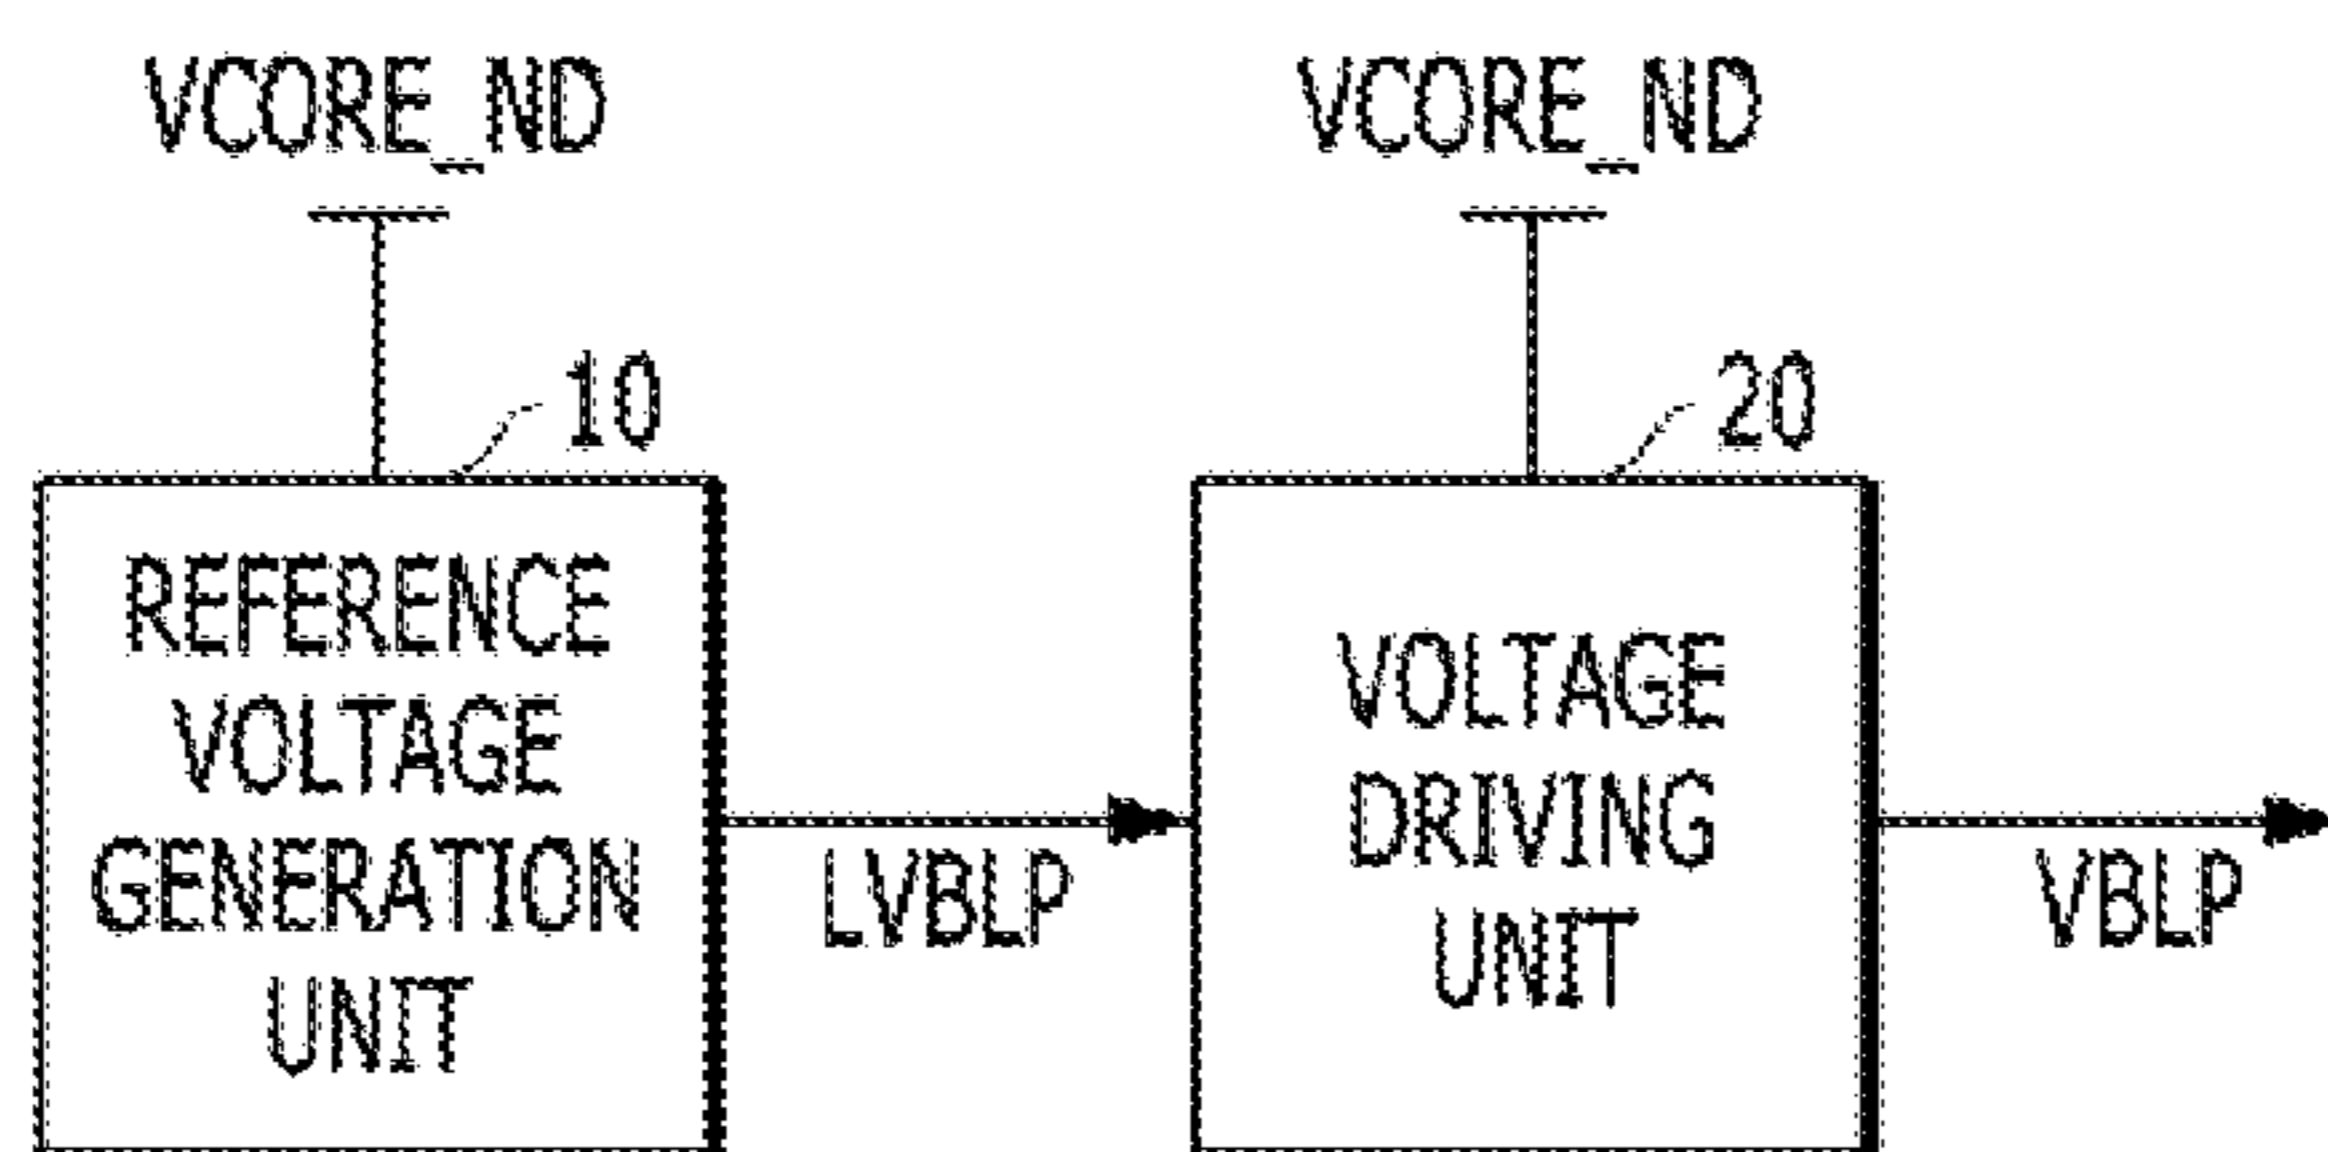 VCORE_ND
VCORE_ND
10
20
REFERENCE
VOLTAGE
GENERATION
UNIT
LVBLP
VOLTAGE
DRIVING
UNIT
VBLP